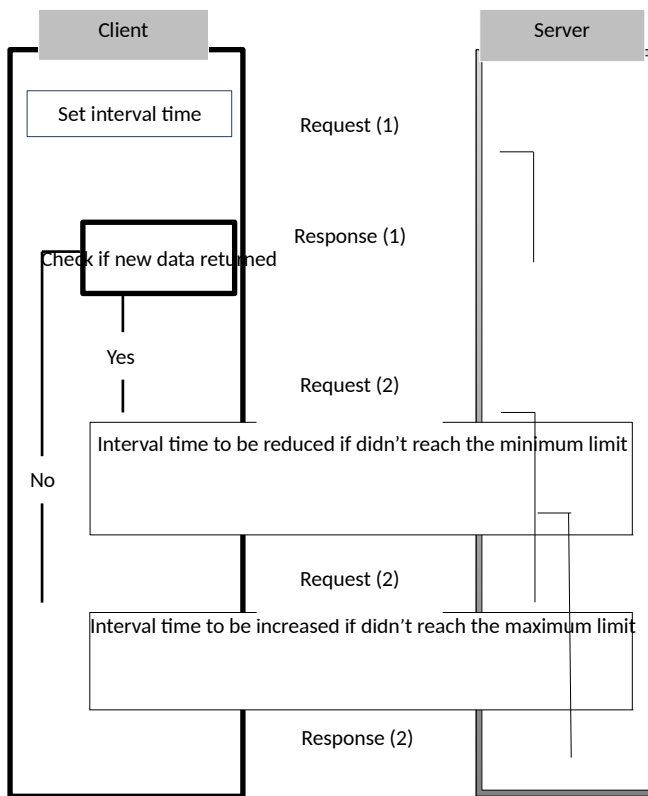 Client
Server
Set interval time
Request (1)
Response (1)
Check if new data returned
Yes
Request (2)
Interval time to be reduced if didn’t reach the minimum limit
No
Request (2)
Interval time to be increased if didn’t reach the maximum limit
Response (2)